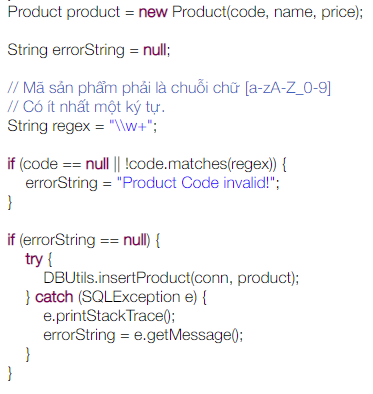 Product product = new Product(code, name, price);
String errorString = null;
// Mã sản phẩm phải là chuỗi chữ [a-zA-Z_0-9]
// Có ít nhất một ký tự.
String regex = "\\w+";
if (code == null || !code.matches(regex)) {
errorString = "Product Code invalid!";
}
if (errorString == null) {
try {
DBUtils.insertProduct(conn, product);
} catch (SQLException e) {
e.printStackTrace();
errorString = e.getMessage();
}
}